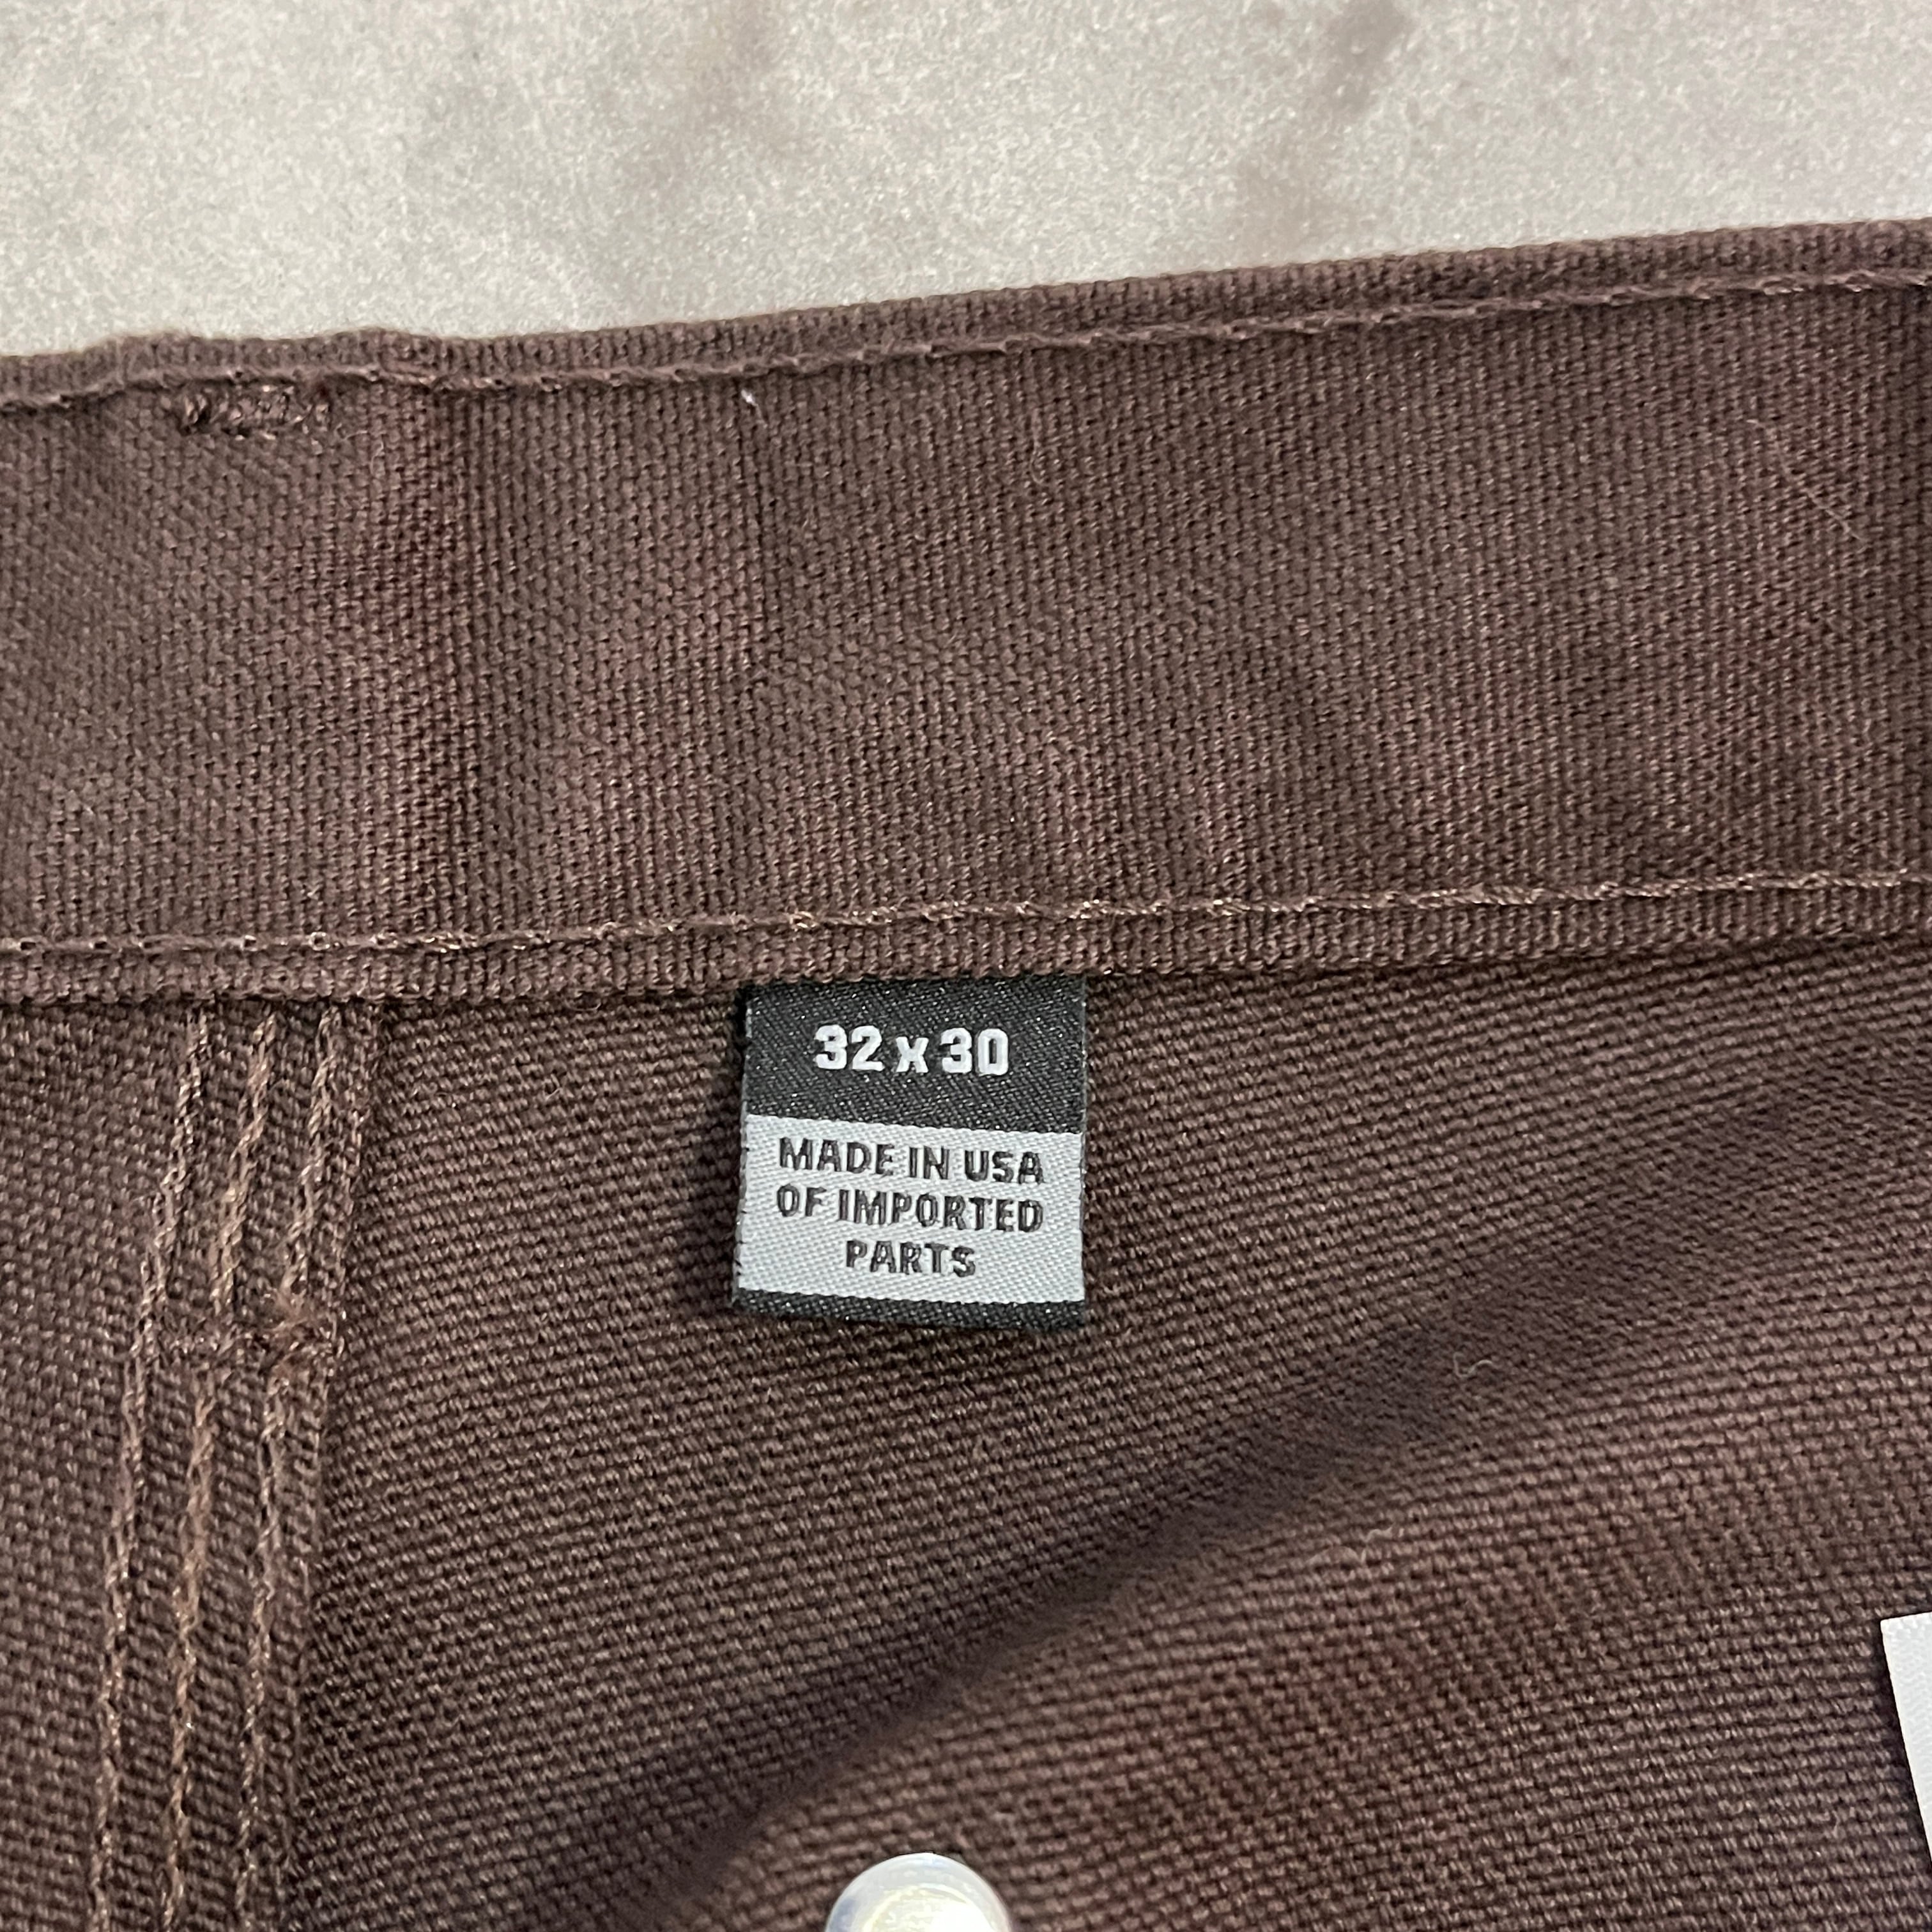 32 x 30
MADE IN USA
OF IMPORTED
PARTS